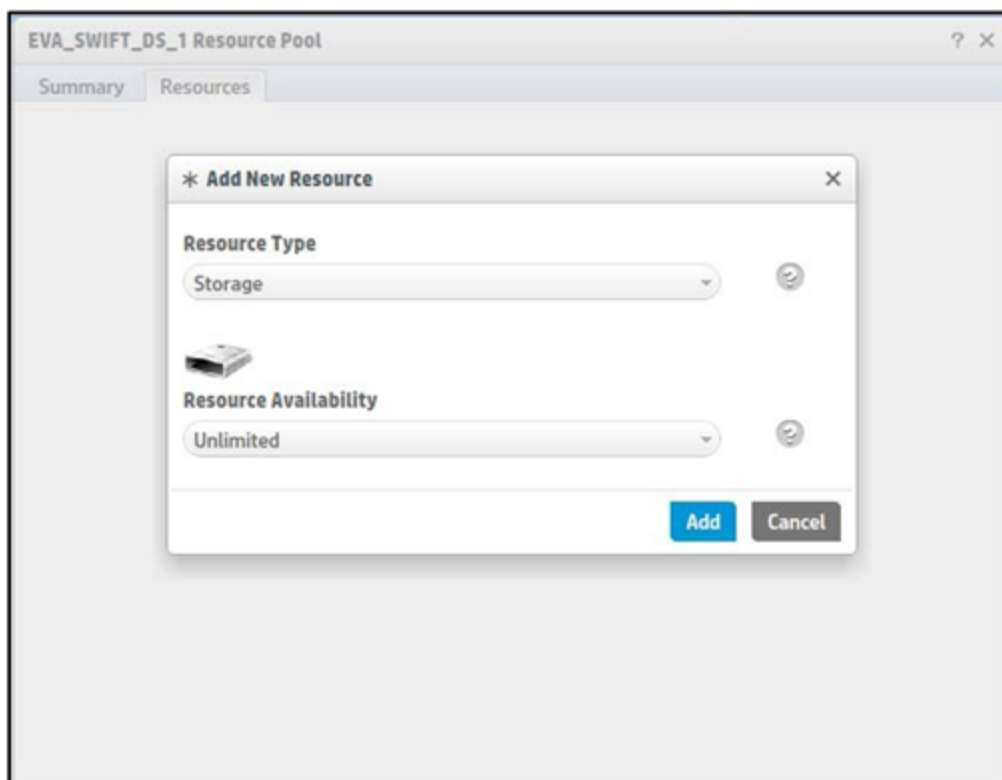 EVA_SWIFT_DS_1 Resource Pool ? ×
Summary Resources
* Add New Resource ×
Resource Type
Storage ?
Resource Availability
Unlimited ?
Add Cancel